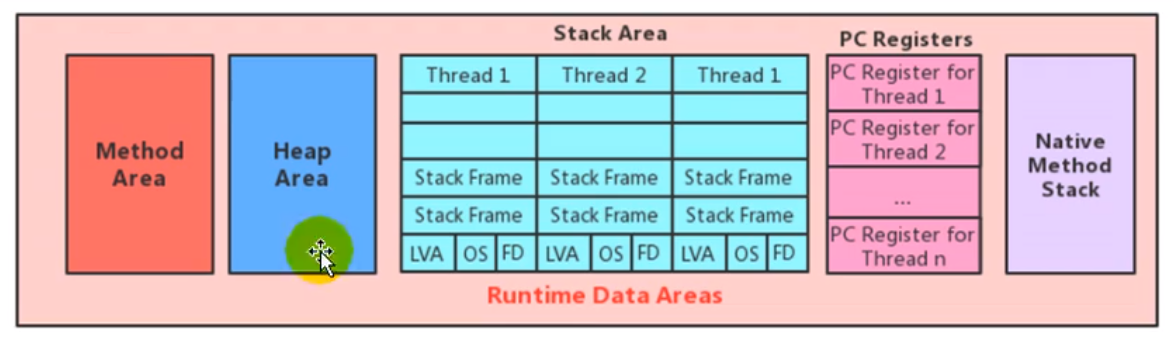 Stack Area
PC Registers
Method
Area
Heap
Area
Thread 1
Thread 2
Thread 1
Stack Frame
Stack Frame
Stack Frame
Stack Frame
Stack Frame
Stack Frame
LVA
OS
FD
LVA
OS
FD
LVA
OS
FD
PC Register for
Thread 1
PC Register for
Thread 2
...
PC Register for
Thread n
Native
Method
Stack
Runtime Data Areas